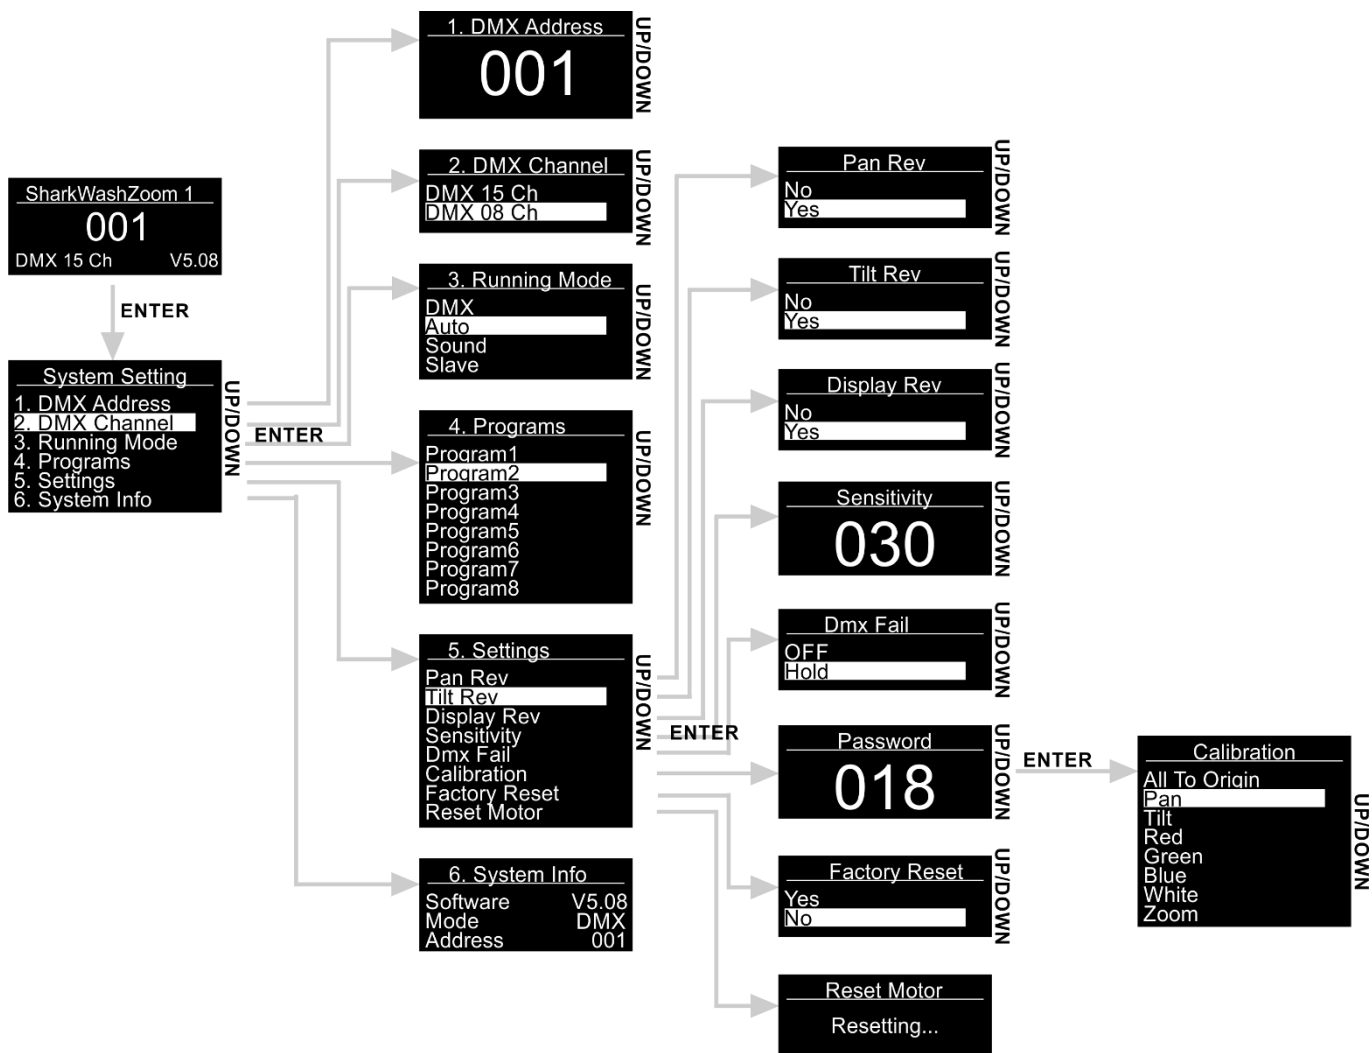 SharkWashZoom 1
001
DMX 15 Ch V5.08
ENTER
System Setting
1. DMX Address
2. DMX Channel
3. Running Mode
4. Programs
5. Settings
6. System Info
UP/DOWN
ENTER
1. DMX Address
001
UP/DOWN
2. DMX Channel
DMX 15 Ch
DMX 08 Ch
UP/DOWN
3. Running Mode
DMX
Auto
Sound
Slave
UP/DOWN
4. Programs
Program1
Program2
Program3
Program4
Program5
Program6
Program7
Program8
UP/DOWN
5. Settings
Pan Rev
Tilt Rev
Display Rev
Sensitivity
Dmx Fail
Calibration
Factory Reset
Reset Motor
UP/DOWN
ENTER
6. System Info
Software V5.08
Mode DMX
Address 001
Pan Rev
No
Yes
UP/DOWN
Tilt Rev
No
Yes
UP/DOWN
Display Rev
No
Yes
UP/DOWN
Sensitivity
030
UP/DOWN
Dmx Fail
OFF
Hold
UP/DOWN
Password
018
UP/DOWN
ENTER
Calibration
All To Origin
Pan
Tilt
Red
Green
Blue
White
Zoom
UP/DOWN
Factory Reset
Yes
No
UP/DOWN
Reset Motor
Resetting...